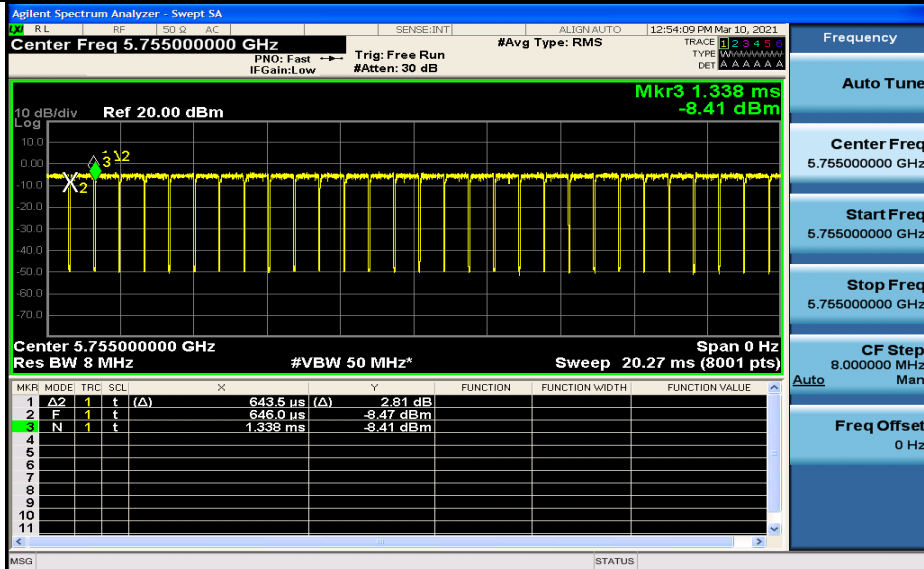 Agilent Spectrum Analyzer - Swept SA
LXI RL RF 50 Ω AC SENSE:INT ALIGN AUTO 12:54:09 PM Mar 10, 2021
Center Freq 5.755000000 GHz #Avg Type: RMS TRACE 1 2 3 4 5 6
PNO: Fast Trig: Free Run TYPE WWWWWW
IFGain:Low #Atten: 30 dB DET A A A A A A
Mkr3 1.338 ms
-8.41 dBm
10 dB/div Ref 20.00 dBm
Log
10.0
0.00
-10.0
-20.0
-30.0
-40.0
-50.0
-60.0
-70.0
3 1Δ2
X2
Center 5.755000000 GHz Span 0 Hz
Res BW 8 MHz #VBW 50 MHz* Sweep 20.27 ms (8001 pts)
MKR MODE TRC SCL X Y FUNCTION FUNCTION WIDTH FUNCTION VALUE
1 Δ2 1 t (Δ) 643.5 µs (Δ) 2.81 dB
2 F 1 t 646.0 µs -8.47 dBm
3 N 1 t 1.338 ms -8.41 dBm
4
5
6
7
8
9
10
11
MSG STATUS
Frequency
Auto Tune
Center Freq
5.755000000 GHz
Start Freq
5.755000000 GHz
Stop Freq
5.755000000 GHz
CF Step
8.000000 MHz
Auto Man
Freq Offset
0 Hz